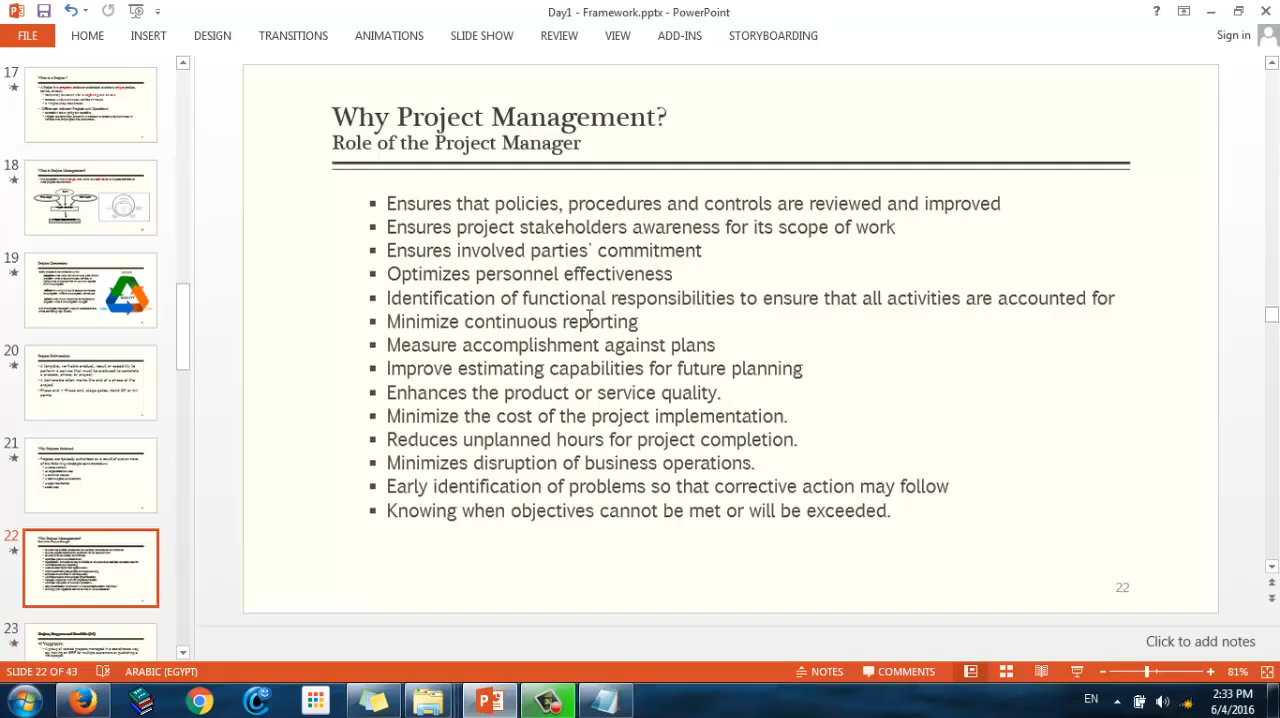 Day1 - Framework.pptx - PowerPoint
FILE HOME INSERT DESIGN TRANSITIONS ANIMATIONS SLIDE SHOW REVIEW VIEW ADD-INS STORYBOARDING Sign in
17
18
19
20
21
22
23
Why Project Management?
Role of the Project Manager
▪ Ensures that policies, procedures and controls are reviewed and improved
▪ Ensures project stakeholders awareness for its scope of work
▪ Ensures involved parties' commitment
▪ Optimizes personnel effectiveness
▪ Identification of functional responsibilities to ensure that all activities are accounted for
▪ Minimize continuous reporting
▪ Measure accomplishment against plans
▪ Improve estimating capabilities for future planning
▪ Enhances the product or service quality.
▪ Minimize the cost of the project implementation.
▪ Reduces unplanned hours for project completion.
▪ Minimizes disruption of business operations.
▪ Early identification of problems so that corrective action may follow
▪ Knowing when objectives cannot be met or will be exceeded.
22
Click to add notes
SLIDE 22 OF 43 ARABIC (EGYPT) NOTES COMMENTS 81%
EN 2:33 PM
6/4/2016